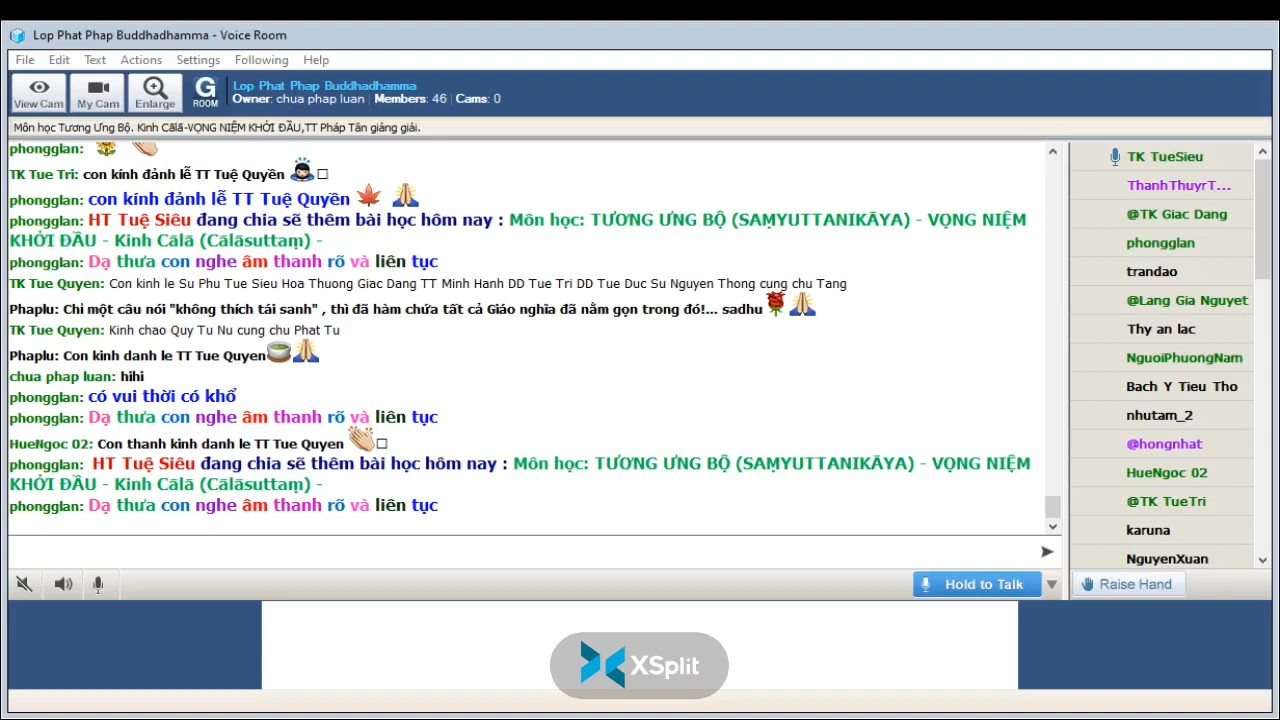 Lop Phat Phap Buddhadhamma - Voice Room
File Edit Text Actions Settings Following Help
View Cam My Cam Enlarge G ROOM
Lop Phat Phap Buddhadhamma
Owner: chua phap luan | Members: 46 | Cams: 0
Môn học Tương Ưng Bộ. Kinh Cālā-VỌNG NIỆM KHỞI ĐẦU,TT Pháp Tân giảng giải.
phongglan:
TK Tue Tri: con kính đảnh lễ TT Tuệ Quyền
phongglan: con kính đảnh lễ TT Tuệ Quyền
phongglan: HT Tuệ Siêu đang chia sẽ thêm bài học hôm nay : Môn học: TƯƠNG ƯNG BỘ (SAṂYUTTANIKĀYA) - VỌNG NIỆM
KHỞI ĐẦU - Kinh Cālā (Cālāsuttaṃ) -
phongglan: Dạ thưa con nghe âm thanh rõ và liên tục
TK Tue Quyen: Con kinh le Su Phu Tue Sieu Hoa Thuong Giac Dang TT Minh Hanh DD Tue Tri DD Tue Duc Su Nguyen Thong cung chu Tang
Phaplu: Chỉ một câu nói "không thích tái sanh" , thì đã hàm chứa tất cả Giáo nghĩa đã nằm gọn trong đó!... sadhu
TK Tue Quyen: Kinh chao Quy Tu Nu cung chu Phat Tu
Phaplu: Con kinh danh le TT Tue Quyen
chua phap luan: hihi
phongglan: có vui thời có khổ
phongglan: Dạ thưa con nghe âm thanh rõ và liên tục
HueNgoc 02: Con thanh kinh danh le TT Tue Quyen
phongglan: HT Tuệ Siêu đang chia sẽ thêm bài học hôm nay : Môn học: TƯƠNG ƯNG BỘ (SAṂYUTTANIKĀYA) - VỌNG NIỆM
KHỞI ĐẦU - Kinh Cālā (Cālāsuttaṃ) -
phongglan: Dạ thưa con nghe âm thanh rõ và liên tục
TK TueSieu
ThanhThuyrT...
@TK Giac Dang
phongglan
trandao
@Lang Gia Nguyet
Thy an lac
NguoiPhuongNam
Bach Y Tieu Tho
nhutam_2
@hongnhat
HueNgoc 02
@TK TueTri
karuna
NguyenXuan
Hold to Talk
Raise Hand
XSplit